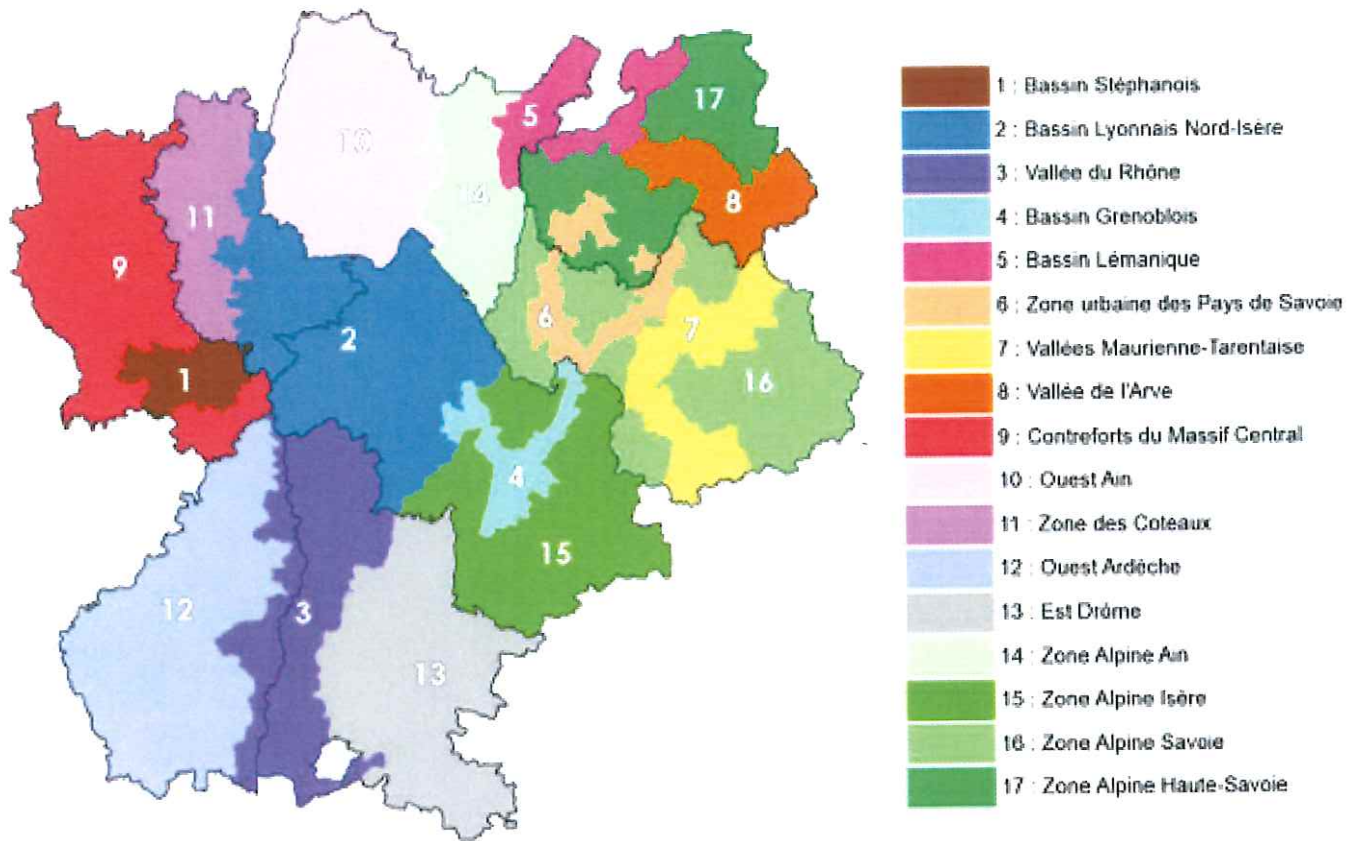 10
17
5
14
11
8
9
6
2
7
1
16
4
15
12
3
13
1 : Bassin Stéphanois
2 : Bassin Lyonnais Nord-Isère
3 : Vallée du Rhône
4 : Bassin Grenoblois
5 : Bassin Lémanique
6 : Zone urbaine des Pays de Savoie
7 : Vallées Maurienne-Tarentaise
8 : Vallée de l'Arve
9 : Contreforts du Massif Central
10 : Ouest Ain
11 : Zone des Coteaux
12 : Ouest Ardèche
13 : Est Drôme
14 : Zone Alpine Ain
15 : Zone Alpine Isère
16 : Zone Alpine Savoie
17 : Zone Alpine Haute-Savoie